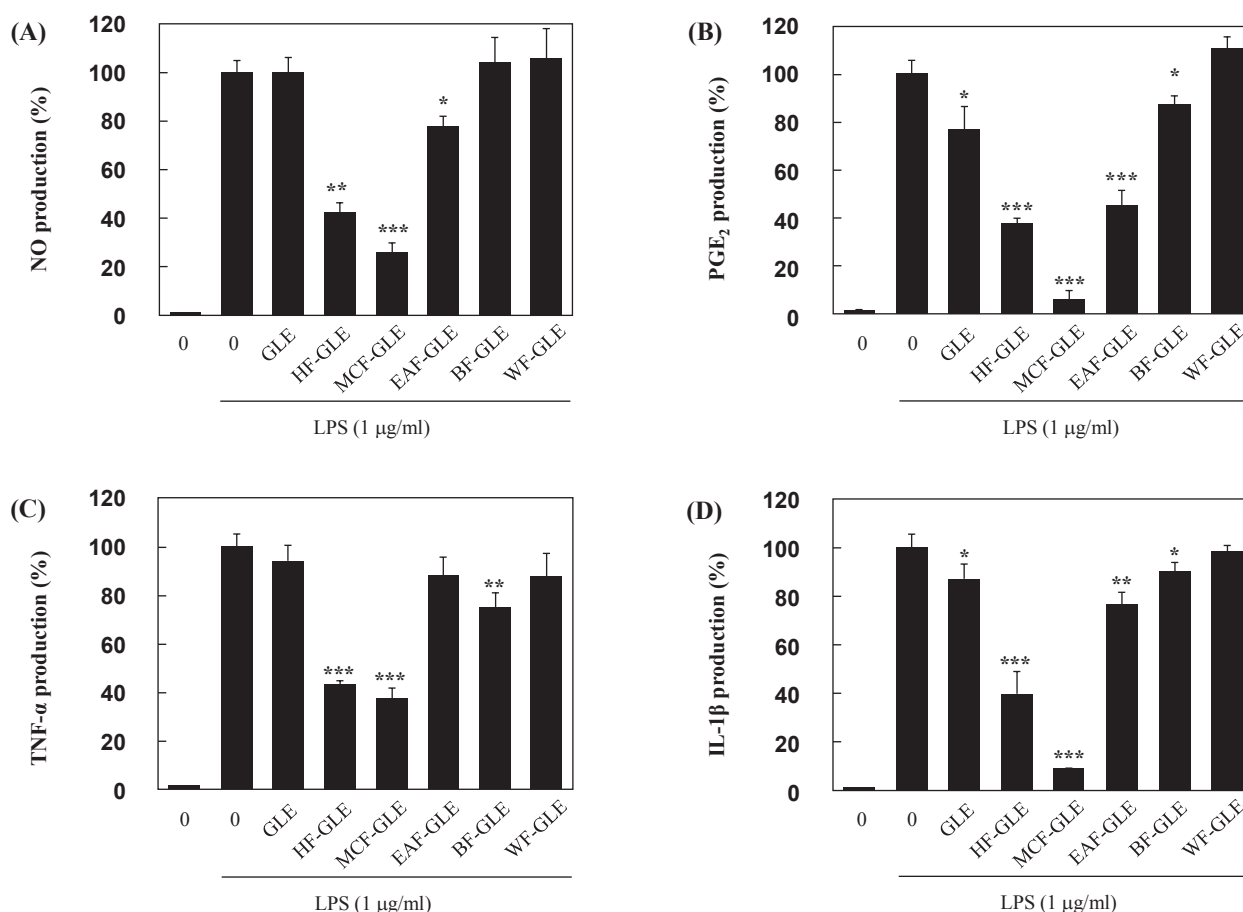 (A)
NO production (%)
120
100
80
60
40
20
0
*
**
***
0
0
GLE
HF-GLE
MCF-GLE
EAF-GLE
BF-GLE
WF-GLE
LPS (1 μg/ml)
(B)
PGE₂ production (%)
120
100
80
60
40
20
0
*
***
***
***
*
0
0
GLE
HF-GLE
MCF-GLE
EAF-GLE
BF-GLE
WF-GLE
LPS (1 μg/ml)
(C)
TNF-α production (%)
120
100
80
60
40
20
0
***
***
**
0
0
GLE
HF-GLE
MCF-GLE
EAF-GLE
BF-GLE
WF-GLE
LPS (1 μg/ml)
(D)
IL-1β production (%)
120
100
80
60
40
20
0
*
***
***
**
*
0
0
GLE
HF-GLE
MCF-GLE
EAF-GLE
BF-GLE
WF-GLE
LPS (1 μg/ml)